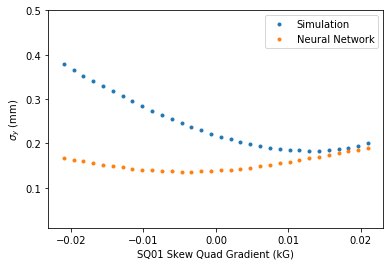 0.5
0.4
0.3
0.2
0.1
σy (mm)
Simulation
Neural Network
−0.02 −0.01 0.00 0.01 0.02
SQ01 Skew Quad Gradient (kG)